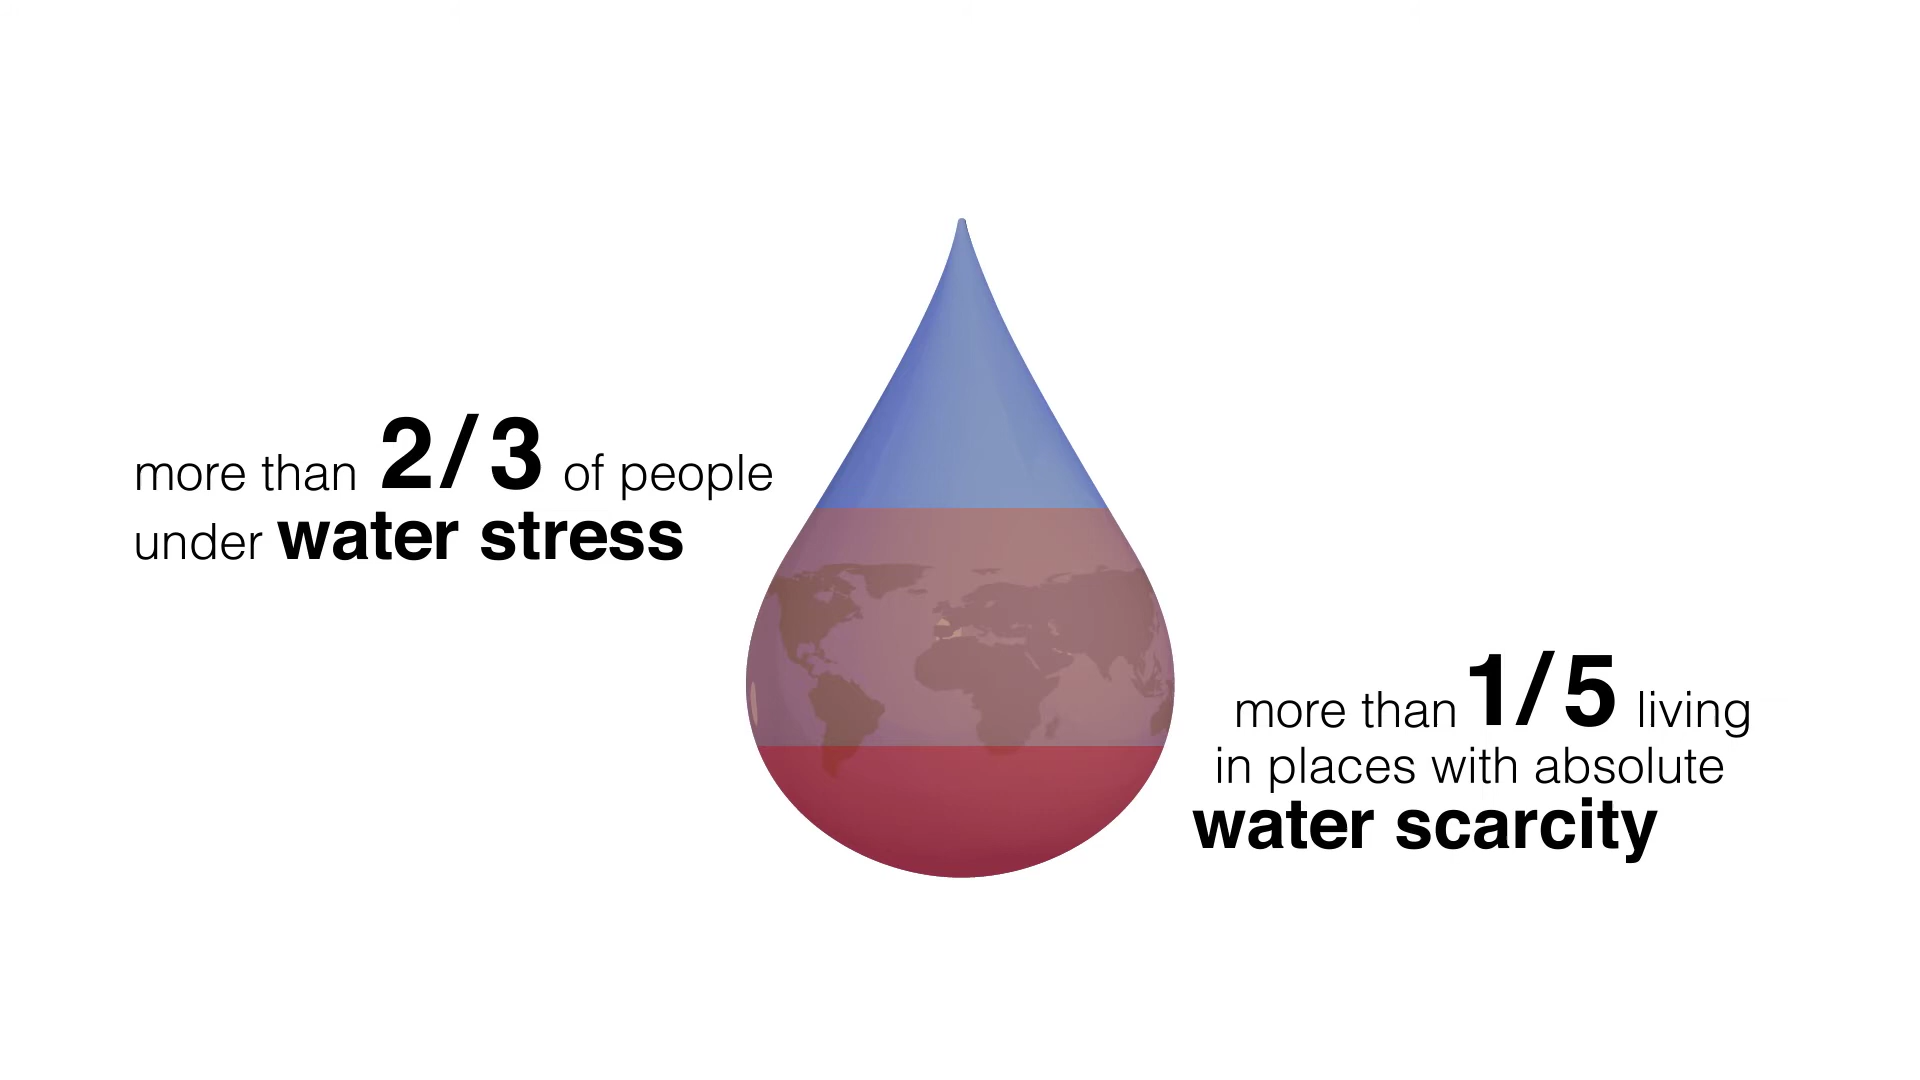 more than 2/3 of people
under water stress
more than 1/5 living
in places with absolute
water scarcity